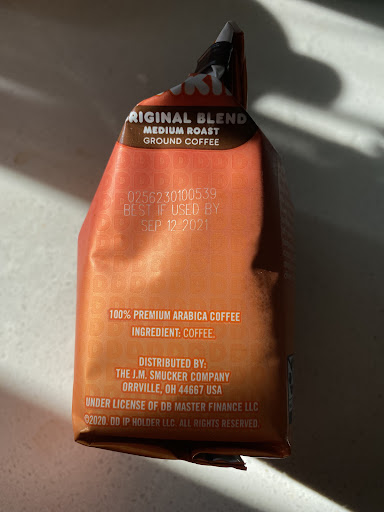 RIGINAL BLEND
MEDIUM ROAST
GROUND COFFEE
0256230100539
BEST IF USED BY
SEP 12 2021
100% PREMIUM ARABICA COFFEE
INGREDIENT: COFFEE.
DISTRIBUTED BY:
THE J.M. SMUCKER COMPANY
ORRVILLE, OH 44667 USA
UNDER LICENSE OF DB MASTER FINANCE LLC
©2020. DD IP HOLDER LLC. ALL RIGHTS RESERVED.